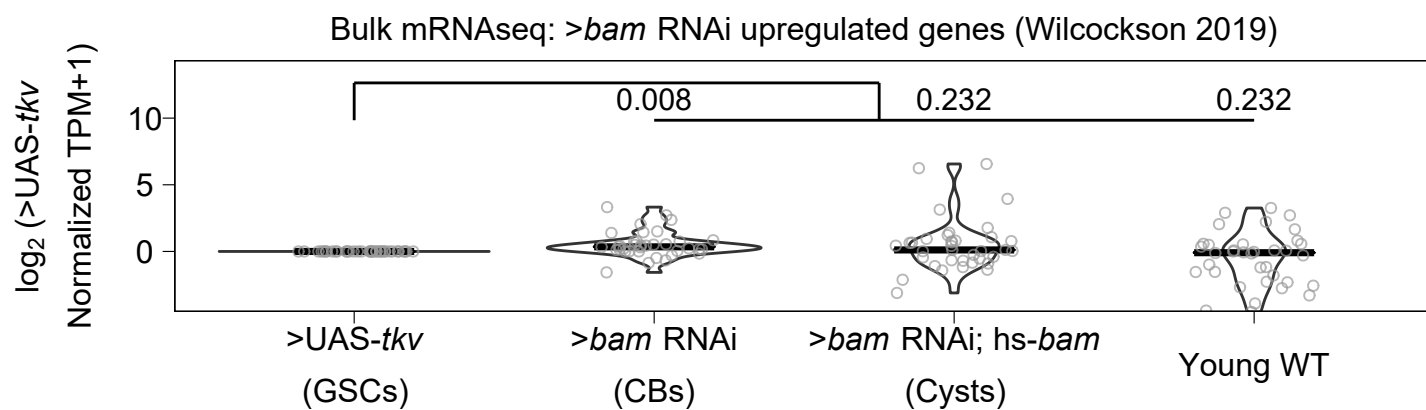 Bulk mRNAseq: >bam RNAi upregulated genes (Wilcockson 2019)
log2 (>UAS-tkv
Normalized TPM+1)
10
5
0
0.008
0.232
0.232
>UAS-tkv
(GSCs)
>bam RNAi
(CBs)
>bam RNAi; hs-bam
(Cysts)
Young WT